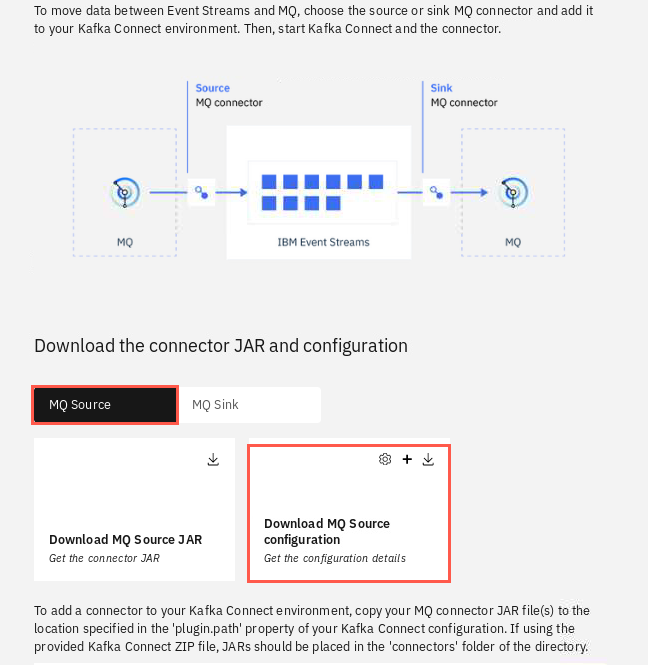 To move data between Event Streams and MQ, choose the source or sink MQ connector and add it
to your Kafka Connect environment. Then, start Kafka Connect and the connector.
Source
MQ connector
Sink
MQ connector
MQ
IBM Event Streams
MQ
Download the connector JAR and configuration
MQ Source
MQ Sink
Download MQ Source JAR
Get the connector JAR
Download MQ Source
configuration
Get the configuration details
To add a connector to your Kafka Connect environment, copy your MQ connector JAR file(s) to the
location specified in the 'plugin.path' property of your Kafka Connect configuration. If using the
provided Kafka Connect ZIP file, JARs should be placed in the 'connectors' folder of the directory.